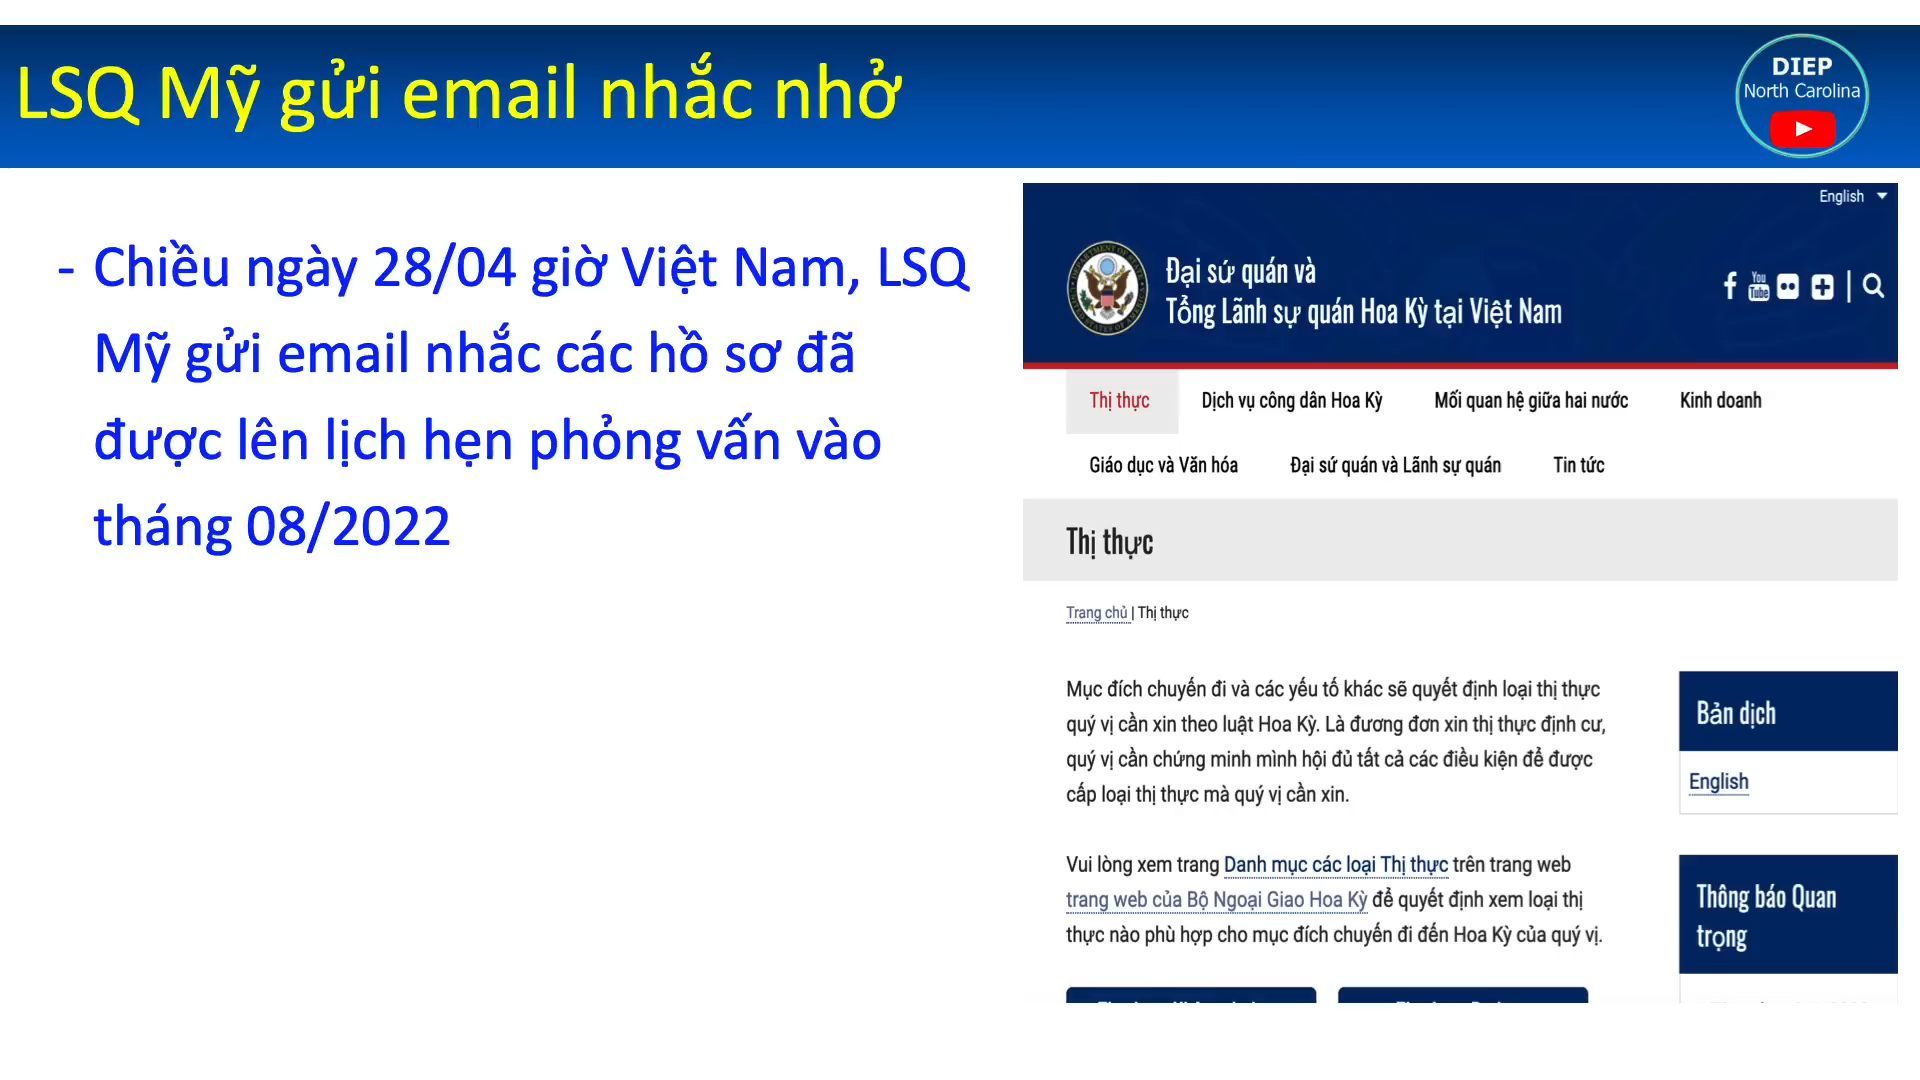 LSQ Mỹ gửi email nhắc nhở
DIEP
North Carolina
- Chiều ngày 28/04 giờ Việt Nam, LSQ
Mỹ gửi email nhắc các hồ sơ đã
được lên lịch hẹn phỏng vấn vào
tháng 08/2022
English
Đại sứ quán và
Tổng Lãnh sự quán Hoa Kỳ tại Việt Nam
You
Tube
Thị thực
Dịch vụ công dân Hoa Kỳ
Mối quan hệ giữa hai nước
Kinh doanh
Giáo dục và Văn hóa
Đại sứ quán và Lãnh sự quán
Tin tức
Thị thực
Trang chủ | Thị thực
Mục đích chuyến đi và các yếu tố khác sẽ quyết định loại thị thực
quý vị cần xin theo luật Hoa Kỳ. Là đương đơn xin thị thực định cư,
quý vị cần chứng minh mình hội đủ tất cả các điều kiện để được
cấp loại thị thực mà quý vị cần xin.
Vui lòng xem trang Danh mục các loại Thị thực trên trang web
trang web của Bộ Ngoại Giao Hoa Kỳ để quyết định xem loại thị
thực nào phù hợp cho mục đích chuyến đi đến Hoa Kỳ của quý vị.
Bản dịch
English
Thông báo Quan
trọng